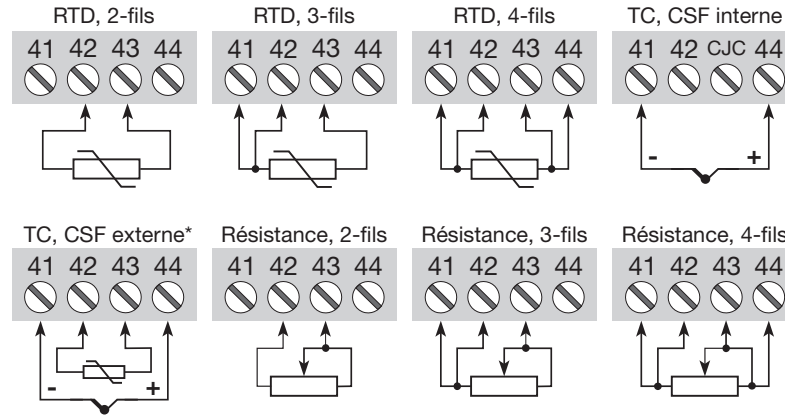 RTD, 2-fils
41 42 43 44
RTD, 3-fils
41 42 43 44
RTD, 4-fils
41 42 43 44
TC, CSF interne
41 42 CJC 44
- +
TC, CSF externe*
41 42 43 44
- +
Résistance, 2-fils
41 42 43 44
Résistance, 3-fils
41 42 43 44
Résistance, 4-fils
41 42 43 44